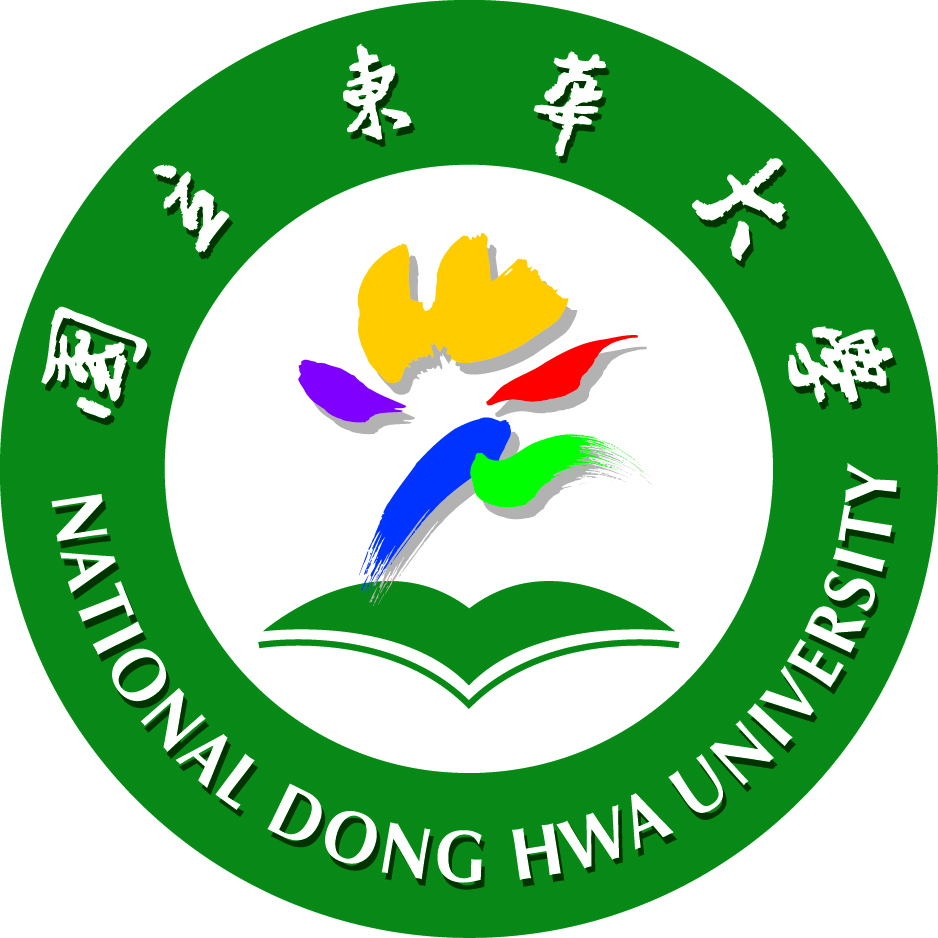 國立東華大學
NATIONAL DONG HWA UNIVERSITY